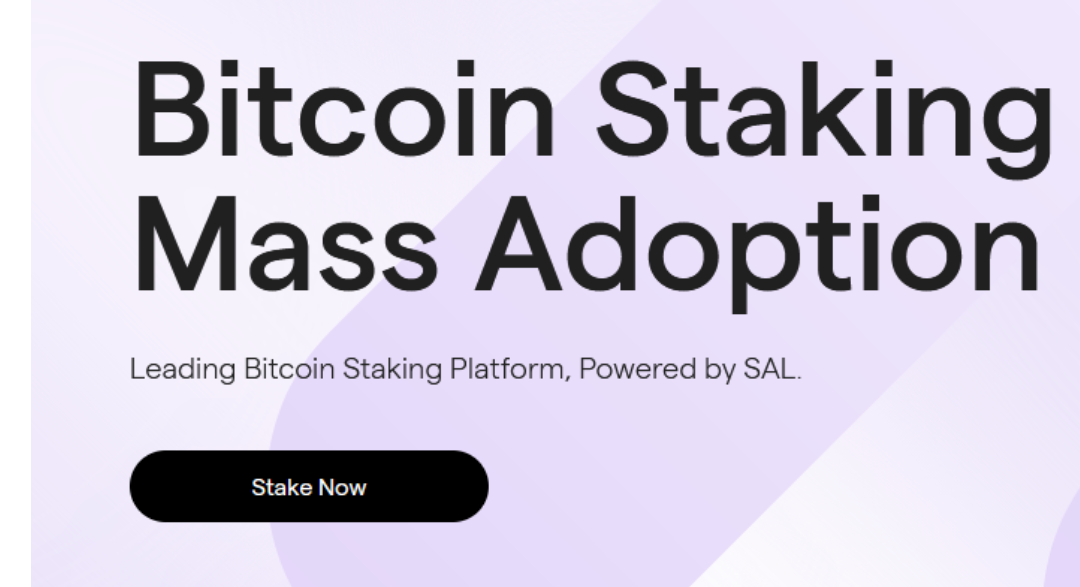 Bitcoin Staking
Mass Adoption
Leading Bitcoin Staking Platform, Powered by SAL.
Stake Now